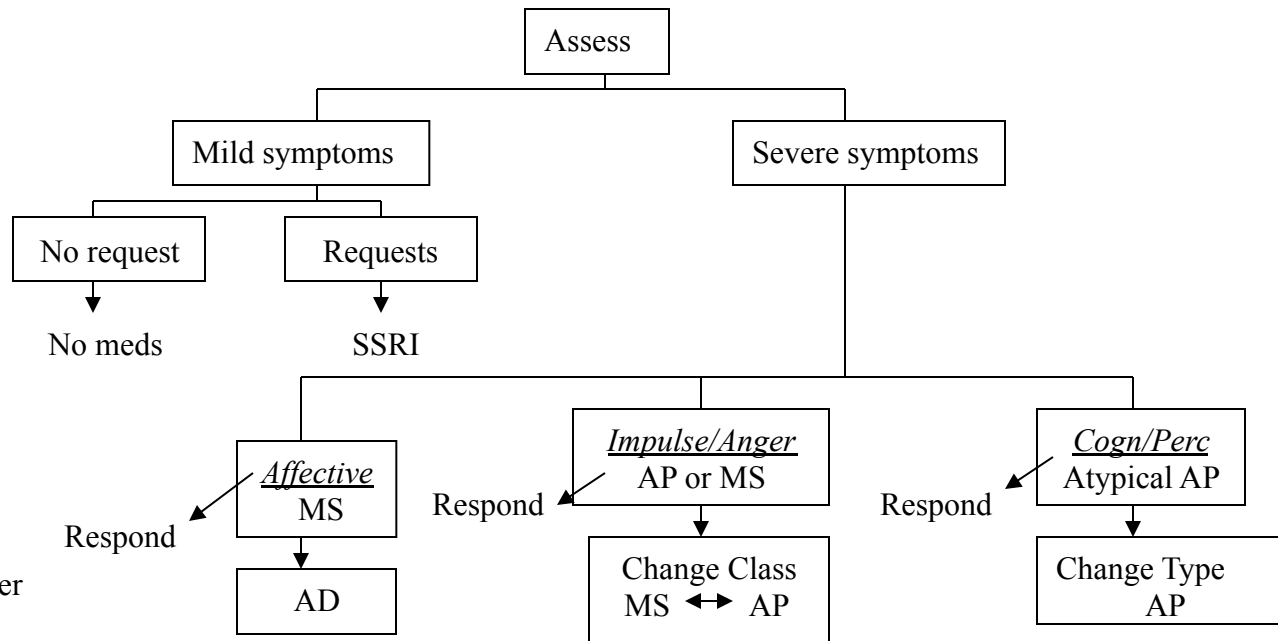 Assess
Mild symptoms
Severe symptoms
No request
Requests
No meds
SSRI
Affective
MS
Respond
AD
Impulse/Anger
AP or MS
Respond
Change Class
MS ↔ AP
Cogn/Perc
Atypical AP
Respond
Change Type
AP
er